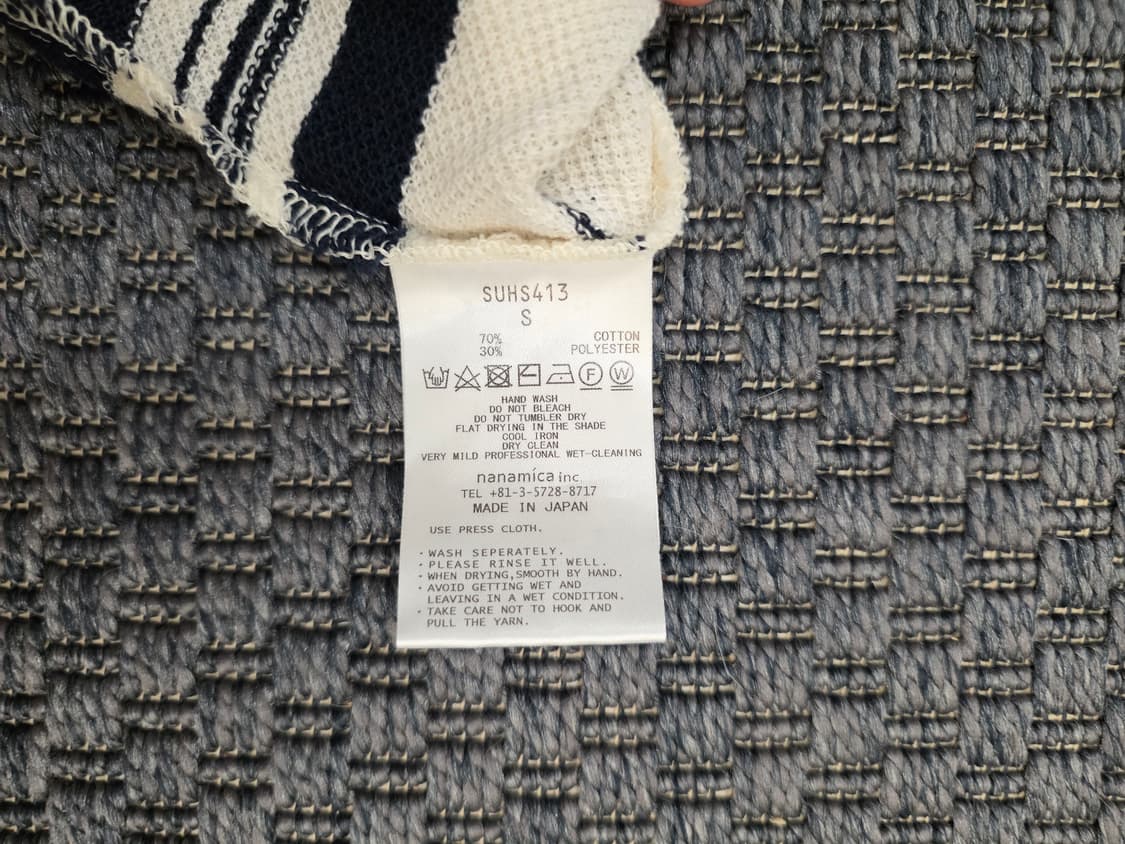 SUHS413
S
70% COTTON
30% POLYESTER
F W
HAND WASH
DO NOT BLEACH
DO NOT TUMBLER DRY
FLAT DRYING IN THE SHADE
COOL IRON
DRY CLEAN
VERY MILD PROFESSIONAL WET-CLEANING
nanamíca inc.
TEL +81-3-5728-8717
MADE IN JAPAN
USE PRESS CLOTH.
・WASH SEPERATELY.
・PLEASE RINSE IT WELL.
・WHEN DRYING,SMOOTH BY HAND.
・AVOID GETTING WET AND
LEAVING IN A WET CONDITION.
・TAKE CARE NOT TO HOOK AND
PULL THE YARN.